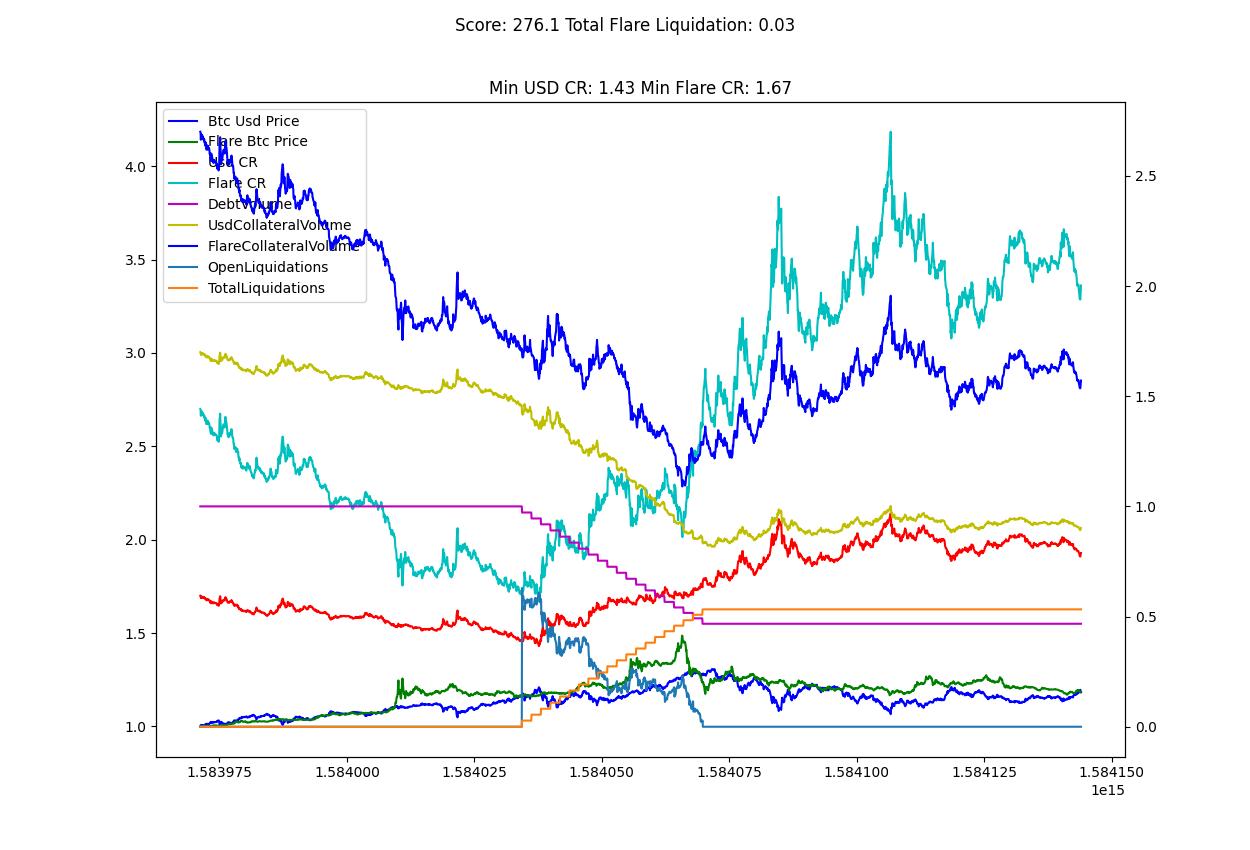 Score: 276.1 Total Flare Liquidation: 0.03
Min USD CR: 1.43 Min Flare CR: 1.67
Btc Usd Price
Flare Btc Price
Usd CR
Flare CR
DebtVolume
UsdCollateralVolume
FlareCollateralVolume
OpenLiquidations
TotalLiquidations
4.0
3.5
3.0
2.5
2.0
1.5
1.0
2.5
2.0
1.5
1.0
0.5
0.0
1.583975 1.584000 1.584025 1.584050 1.584075 1.584100 1.584125 1.584150
1e15